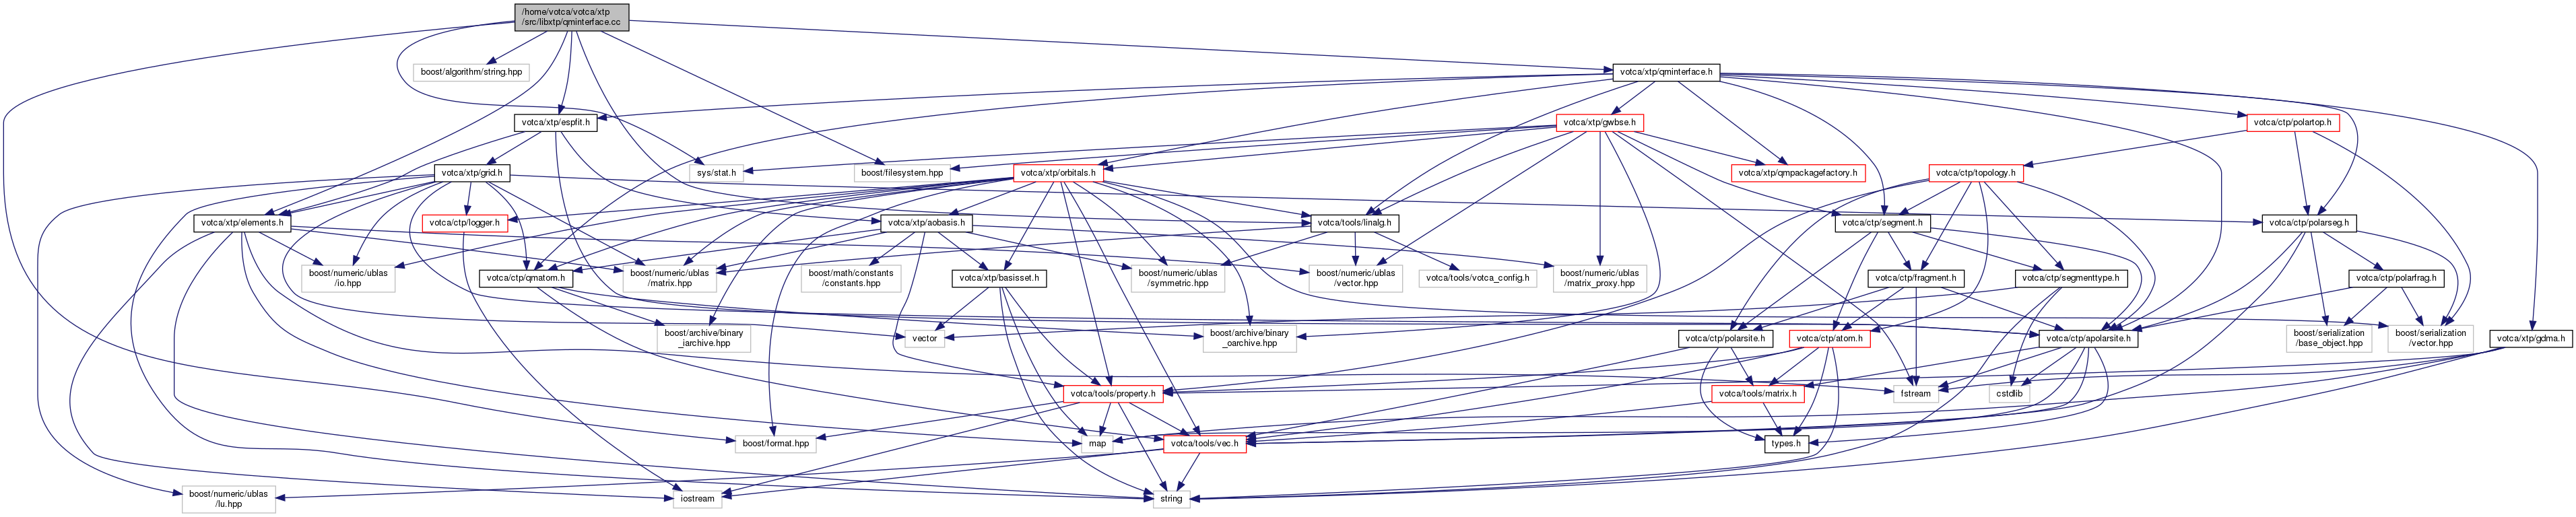 /home/votca/votca/xtp
/src/libxtp/qminterface.cc
boost/algorithm/string.hpp
votca/xtp/qminterface.h
votca/xtp/espfit.h
votca/xtp/gwbse.h
votca/ctp/polartop.h
votca/xtp/grid.h
sys/stat.h
boost/filesystem.hpp
votca/xtp/orbitals.h
votca/xtp/qmpackagefactory.h
votca/ctp/topology.h
votca/xtp/elements.h
votca/ctp/logger.h
votca/xtp/aobasis.h
votca/tools/linalg.h
votca/ctp/segment.h
votca/ctp/polarseg.h
boost/numeric/ublas
/io.hpp
votca/ctp/qmatom.h
boost/numeric/ublas
/matrix.hpp
boost/math/constants
/constants.hpp
votca/xtp/basisset.h
boost/numeric/ublas
/symmetric.hpp
boost/numeric/ublas
/vector.hpp
votca/tools/votca_config.h
boost/numeric/ublas
/matrix_proxy.hpp
votca/ctp/fragment.h
votca/ctp/segmenttype.h
votca/ctp/polarfrag.h
boost/archive/binary
_iarchive.hpp
vector
boost/archive/binary
_oarchive.hpp
votca/ctp/polarsite.h
votca/ctp/atom.h
votca/ctp/apolarsite.h
boost/serialization
/base_object.hpp
boost/serialization
/vector.hpp
votca/xtp/gdma.h
votca/tools/property.h
votca/tools/matrix.h
fstream
cstdlib
boost/format.hpp
map
votca/tools/vec.h
types.h
boost/numeric/ublas
/lu.hpp
iostream
string